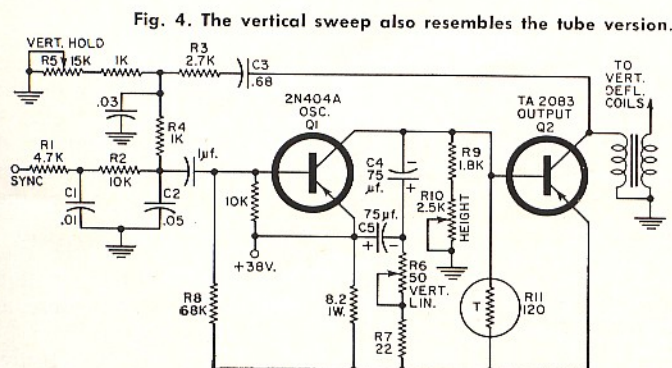 Fig. 4. The vertical sweep also resembles the tube version.
VERT. HOLD
R5 15K
1K
R3
2.7K
C3
.68
TO
VERT.
DEFL.
COILS
.03
R4
1K
2N404A
OSC.
Q1
TA 2083
OUTPUT
Q2
R1
4.7K
SYNC
R2
10K
1µf.
C1
.01
C2
.05
10K
+38V.
C4
75
µf.
R9
1.8K
R10
2.5K
HEIGHT
75µf.
C5
R6
50
VERT.
LIN.
R8
68K
8.2
1W.
R7
22
T
R11
120